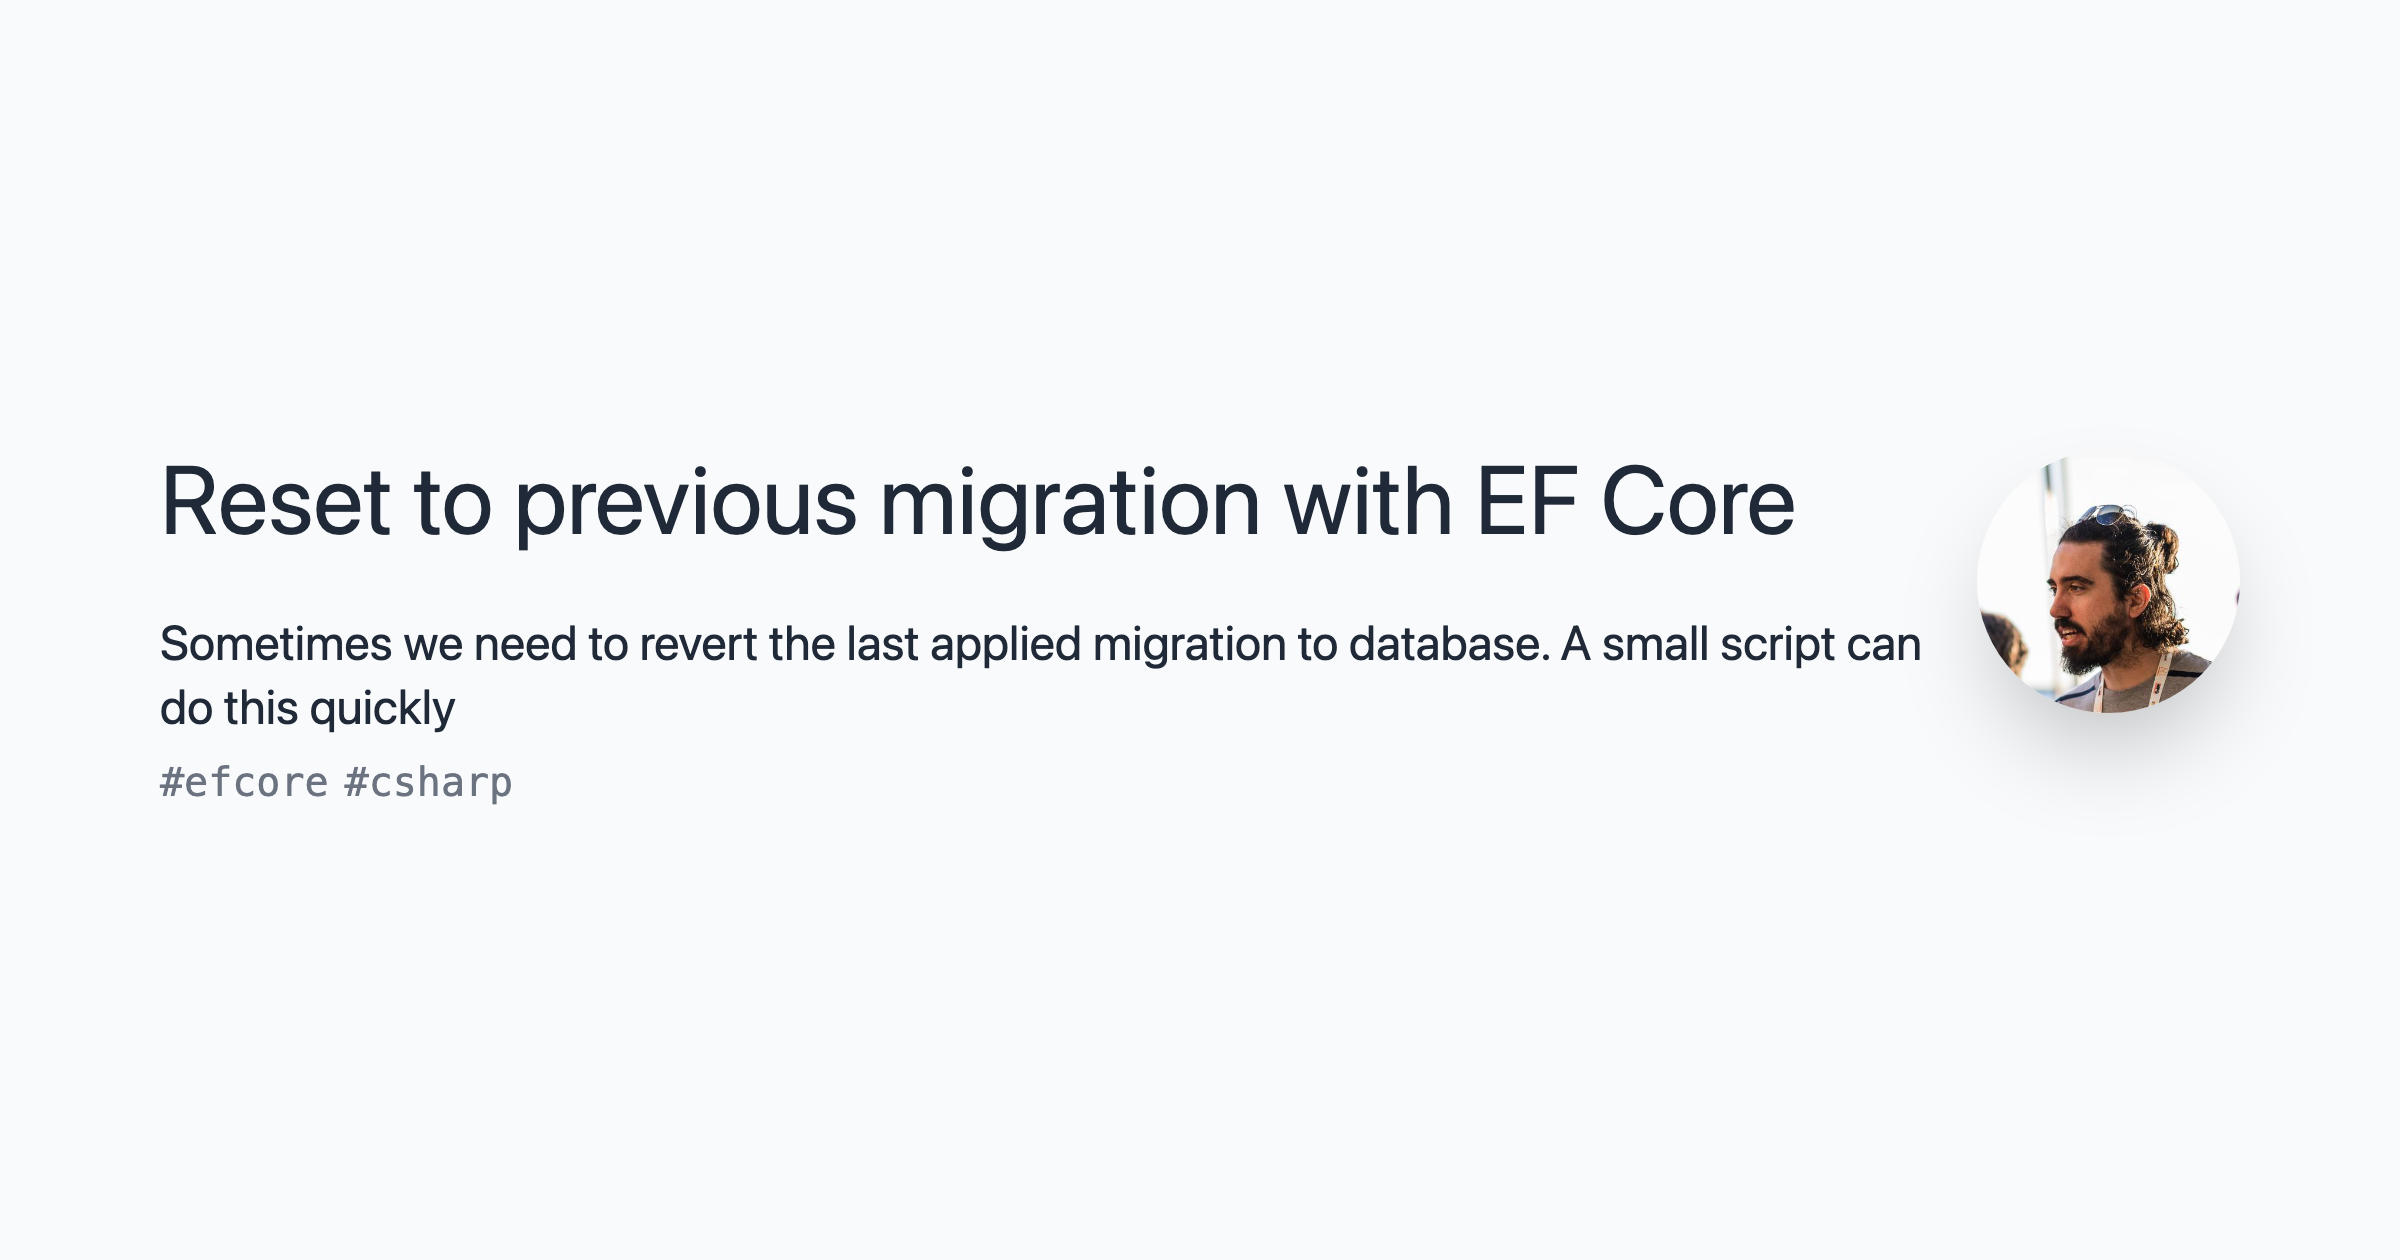 Reset to previous migration with EF Core
Sometimes we need to revert the last applied migration to database. A small script can
do this quickly
#efcore #csharp